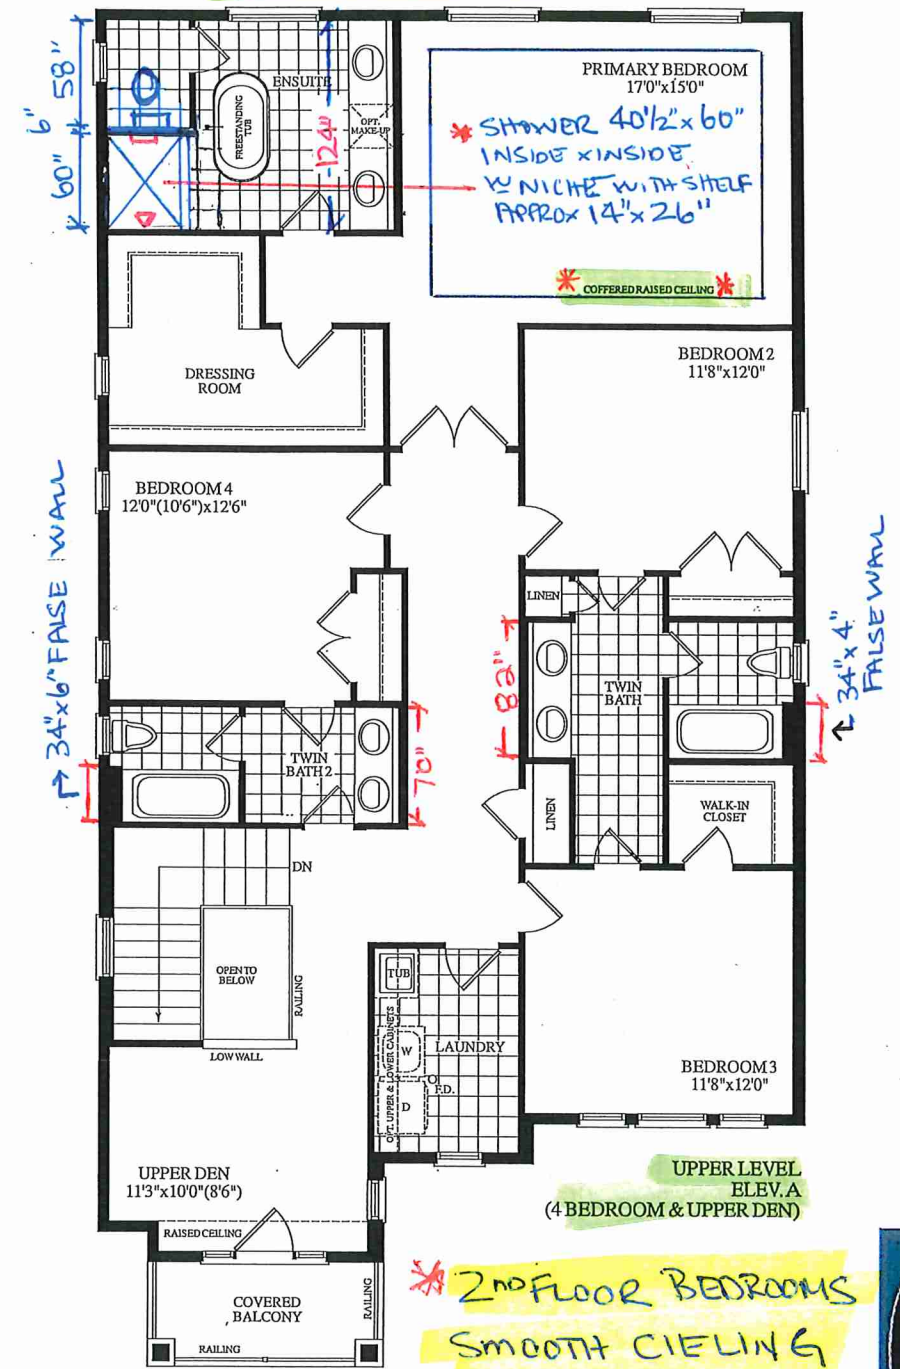 58"
6"
60"
ENSUITE
FREESTANDING
TUB
124"
OPT.
MAKE-UP
PRIMARY BEDROOM
17'0"x15'0"
* SHOWER 40 1/2" x 60"
INSIDE x INSIDE
W NICHE WITH SHELF
APPROX 14" x 26"
* COFFERED RAISED CEILING *
DRESSING
ROOM
BEDROOM 2
11'8"x12'0"
BEDROOM 4
12'0"(10'6")x12'6"
34"x6" FALSE WALL
LINEN
82"
TWIN
BATH
34"x4"
FALSE WALL
TWIN
BATH 2
70"
LINEN
WALK-IN
CLOSET
DN
OPEN TO
BELOW
RAILING
LOW WALL
TUB
OPT. UPPER & LOWER CABINETS
W
LAUNDRY
O
F.D.
D
BEDROOM 3
11'8"x12'0"
UPPER DEN
11'3"x10'0"(8'6")
RAISED CEILING
UPPER LEVEL
ELEV. A
(4 BEDROOM & UPPER DEN)
COVERED
BALCONY
RAILING
RAILING
* 2ND FLOOR BEDROOMS
SMOOTH CIELING